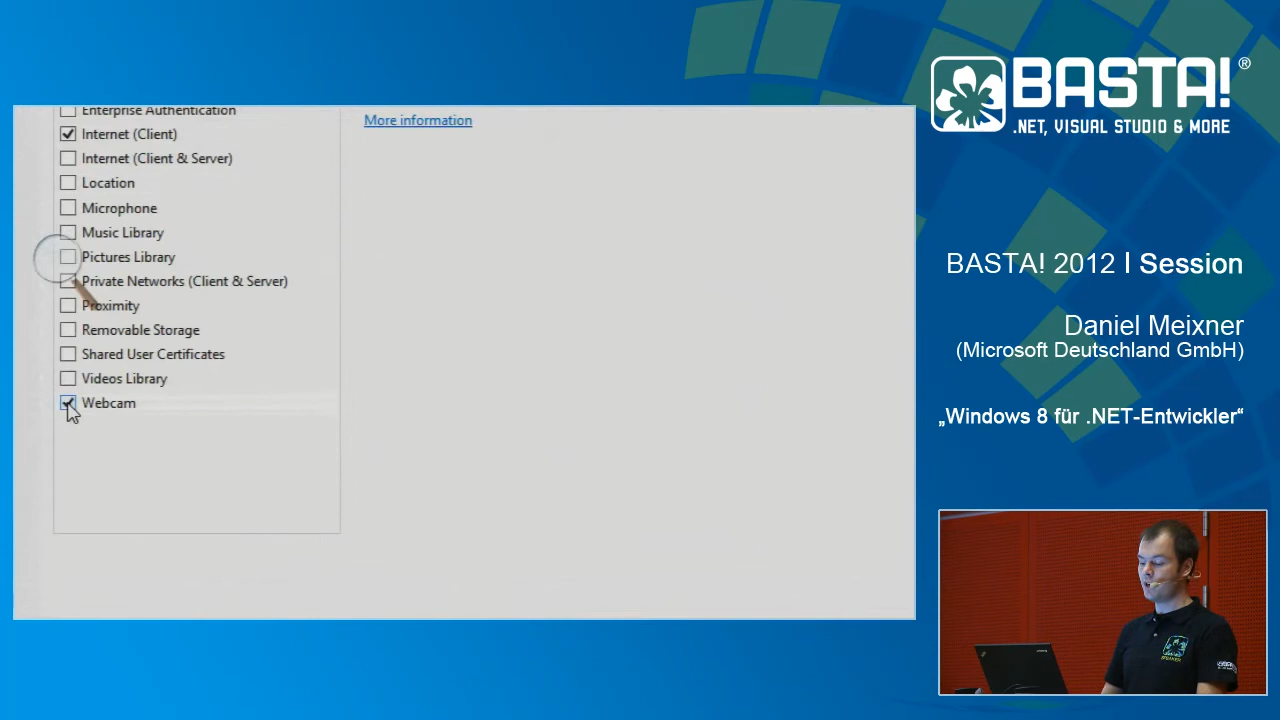 Enterprise Authentication
Internet (Client)
Internet (Client & Server)
Location
Microphone
Music Library
Pictures Library
Private Networks (Client & Server)
Proximity
Removable Storage
Shared User Certificates
Videos Library
Webcam
More information
BASTA!®
.NET, VISUAL STUDIO & MORE
BASTA! 2012 I Session
Daniel Meixner
(Microsoft Deutschland GmbH)
„Windows 8 für .NET-Entwickler“
BASTA!